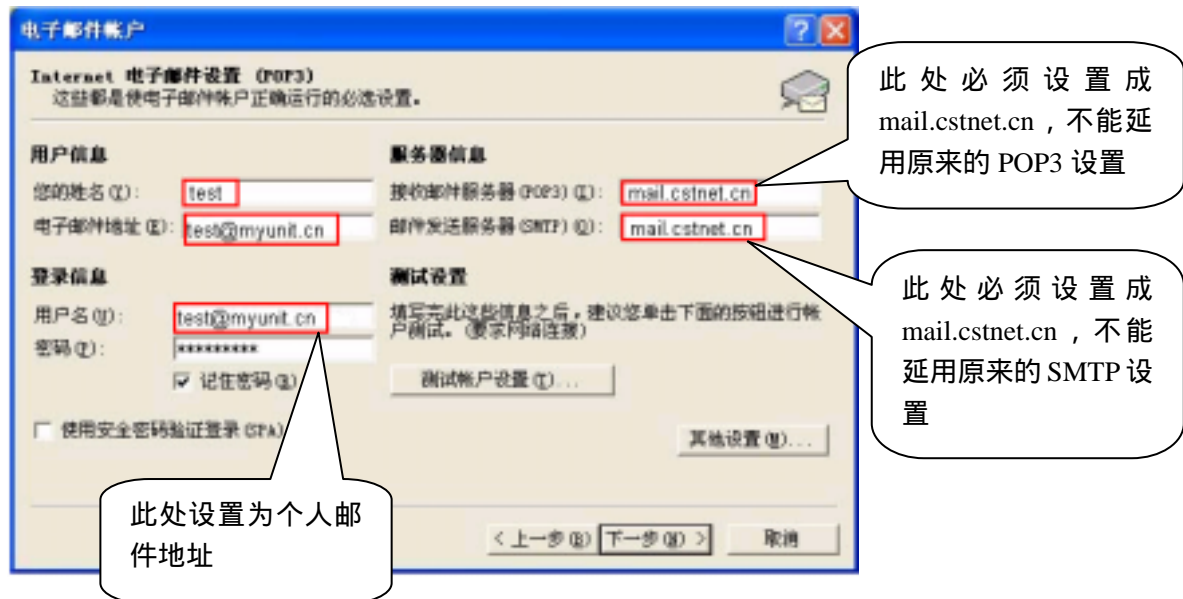 电子邮件帐户
Internet 电子邮件设置 (POP3)
这些都是使电子邮件帐户正确运行的必选设置。
用户信息
您的姓名(Y): test
电子邮件地址(E): test@myunit.cn
登录信息
用户名(U): test@myunit.cn
密码(P): *********
记住密码(R)
使用安全密码验证登录(SPA)
服务器信息
接收邮件服务器(POP3)(I): mail.cstnet.cn
邮件发送服务器(SMTP)(O): mail.cstnet.cn
测试设置
填写完此这些信息之后，建议您单击下面的按钮进行帐
户测试。(要求网络连接)
测试帐户设置(T)...
其他设置(M)...
< 上一步(B)
下一步(N) >
取消
此处必须设置成
mail.cstnet.cn，不能延
用原来的 POP3 设置
此处必须设置成
mail.cstnet.cn，不能
延用原来的 SMTP 设
置
此处设置为个人邮
件地址